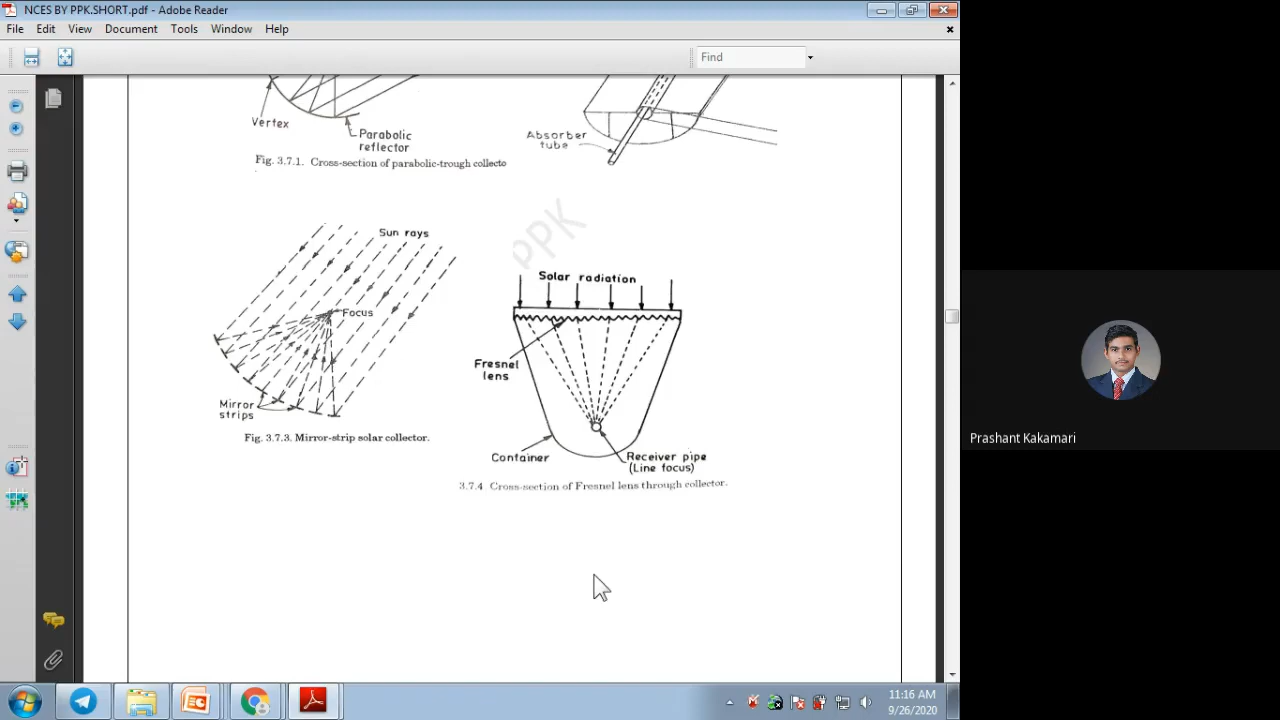 NCES BY PPK.SHORT.pdf - Adobe Reader
File Edit View Document Tools Window Help
Find
Vertex
Parabolic
reflector
Fig. 3.7.1. Cross-section of parabolic-trough collecto
Absorber
tube
PPK
Sun rays
Focus
Mirror
strips
Fig. 3.7.3. Mirror-strip solar collector.
Solar radiation
Fresnel
lens
Container
Receiver pipe
(Line focus)
3.7.4 Cross-section of Fresnel lens through collector.
Prashant Kakamari
11:16 AM
9/26/2020